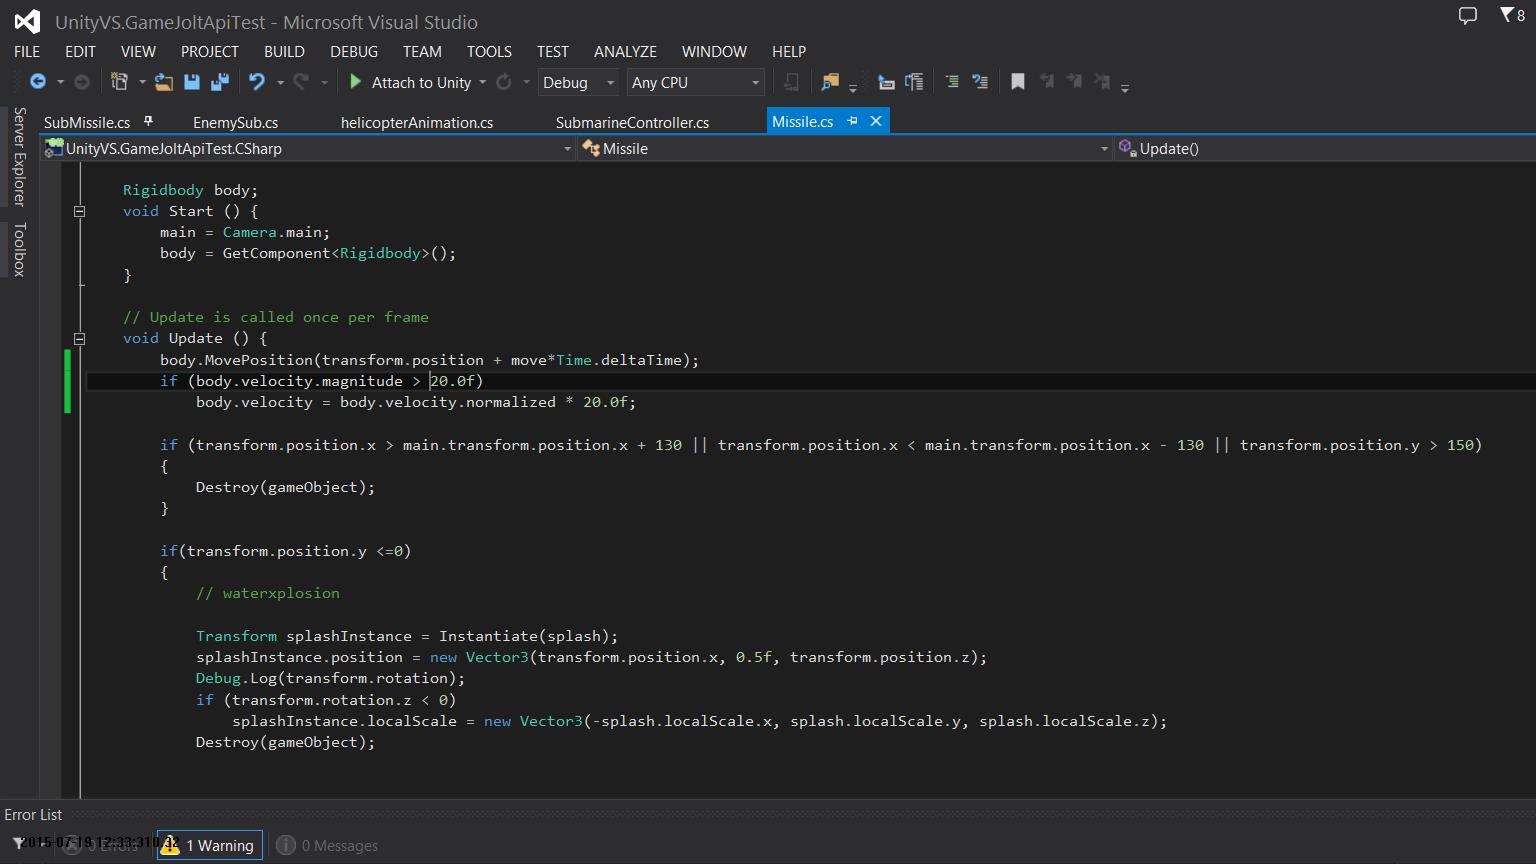 UnityVS.GameJoltApiTest - Microsoft Visual Studio
8
FILE EDIT VIEW PROJECT BUILD DEBUG TEAM TOOLS TEST ANALYZE WINDOW HELP
Attach to Unity Debug Any CPU
Server Explorer
Toolbox
SubMissile.cs EnemySub.cs helicopterAnimation.cs SubmarineController.cs Missile.cs
UnityVS.GameJoltApiTest.CSharp Missile Update()
Rigidbody body;
void Start () {
main = Camera.main;
body = GetComponent<Rigidbody>();
}
// Update is called once per frame
void Update () {
body.MovePosition(transform.position + move*Time.deltaTime);
if (body.velocity.magnitude > 20.0f)
body.velocity = body.velocity.normalized * 20.0f;
if (transform.position.x > main.transform.position.x + 130 || transform.position.x < main.transform.position.x - 130 || transform.position.y > 150)
{
Destroy(gameObject);
}
if(transform.position.y <=0)
{
// waterxplosion
Transform splashInstance = Instantiate(splash);
splashInstance.position = new Vector3(transform.position.x, 0.5f, transform.position.z);
Debug.Log(transform.rotation);
if (transform.rotation.z < 0)
splashInstance.localScale = new Vector3(-splash.localScale.x, splash.localScale.y, splash.localScale.z);
Destroy(gameObject);
Error List
0 Errors 1 Warning 0 Messages